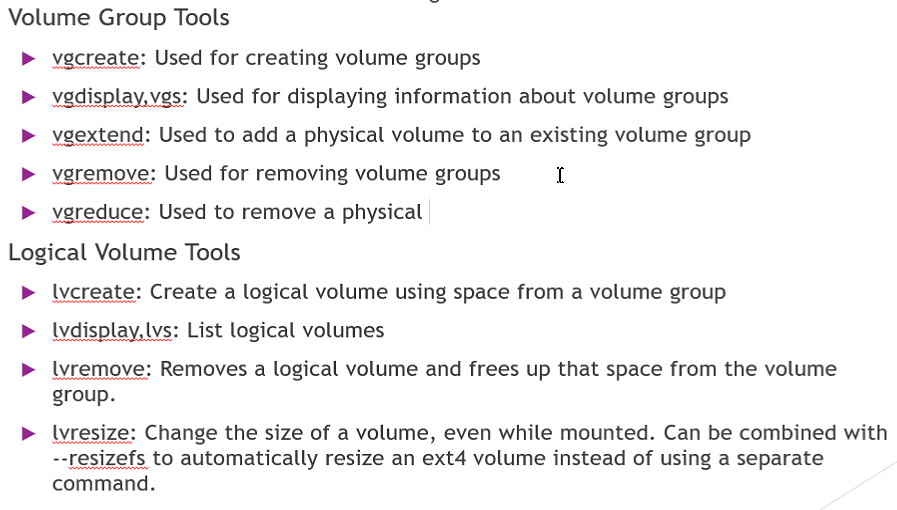 Volume Group Tools
vgcreate: Used for creating volume groups
vgdisplay,vgs: Used for displaying information about volume groups
vgextend: Used to add a physical volume to an existing volume group
vgremove: Used for removing volume groups
vgreduce: Used to remove a physical
Logical Volume Tools
lvcreate: Create a logical volume using space from a volume group
lvdisplay,lvs: List logical volumes
lvremove: Removes a logical volume and frees up that space from the volume
group.
lvresize: Change the size of a volume, even while mounted. Can be combined with
--resizefs to automatically resize an ext4 volume instead of using a separate
command.